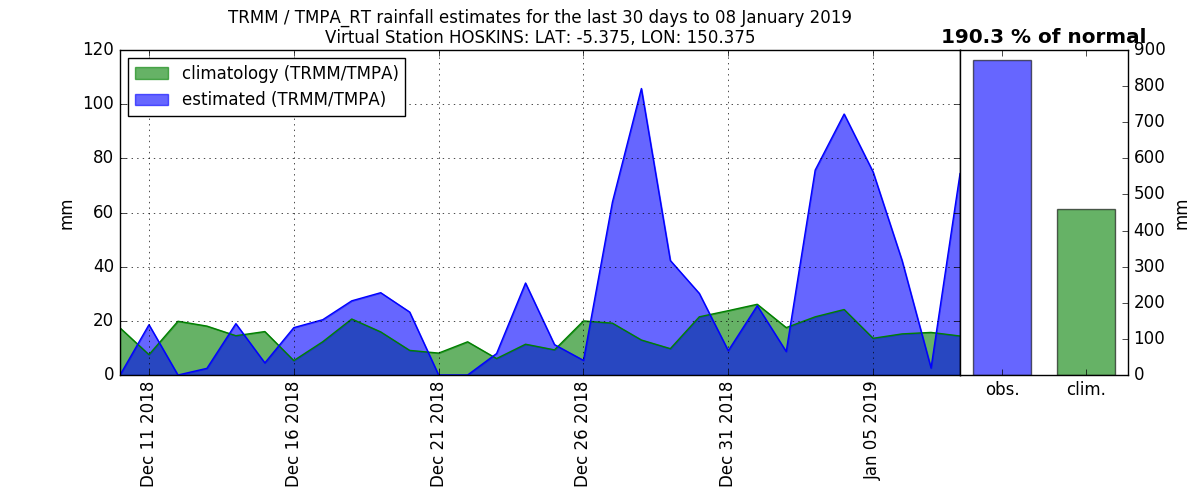 TRMM / TMPA_RT rainfall estimates for the last 30 days to 08 January 2019
Virtual Station HOSKINS: LAT: -5.375, LON: 150.375
190.3 % of normal
climatology (TRMM/TMPA)
estimated (TRMM/TMPA)
120
100
80
60
40
20
0
mm
Dec 11 2018
Dec 16 2018
Dec 21 2018
Dec 26 2018
Dec 31 2018
Jan 05 2019
obs.
clim.
900
800
700
600
500
400
300
200
100
0
mm